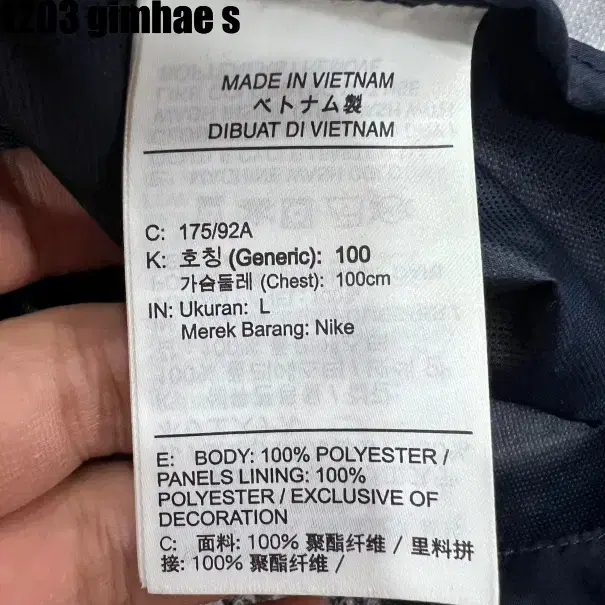 t203 gimhae s
MADE IN VIETNAM
ベトナム製
DIBUAT DI VIETNAM
C: 175/92A
K: 호칭 (Generic): 100
가슴둘레 (Chest): 100cm
IN: Ukuran: L
Merek Barang: Nike
E: BODY: 100% POLYESTER /
PANELS LINING: 100%
POLYESTER / EXCLUSIVE OF
DECORATION
C: 面料: 100% 聚酯纤维 / 里料拼
接: 100% 聚酯纤维 /